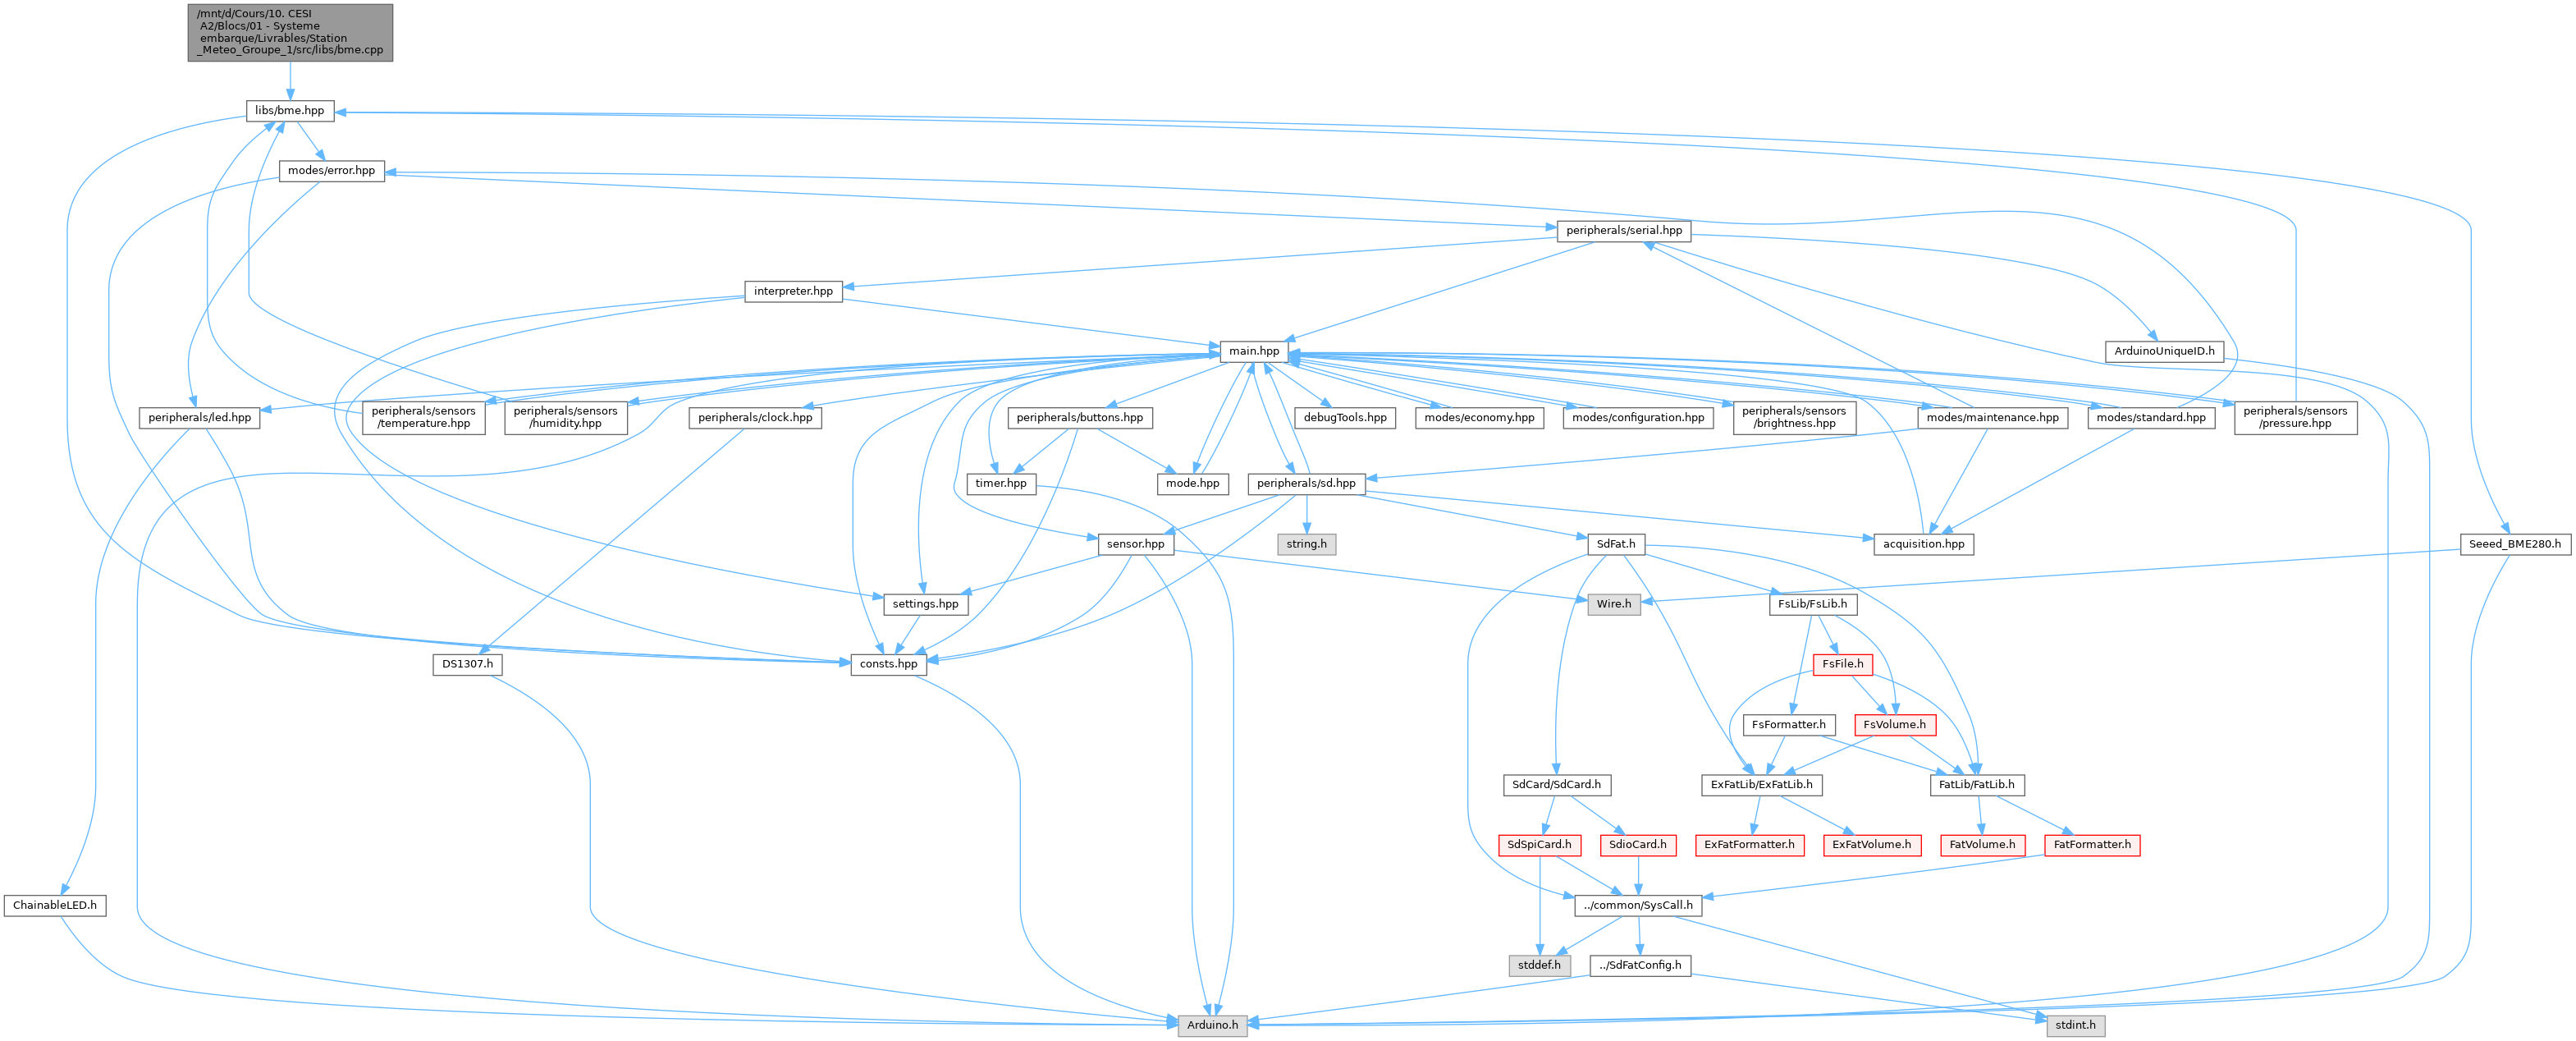 /mnt/d/Cours/10. CESI
A2/Blocs/01 - Systeme
embarque/Livrables/Station
_Meteo_Groupe_1/src/libs/bme.cpp
libs/bme.hpp
modes/error.hpp
peripherals/serial.hpp
interpreter.hpp
main.hpp
ArduinoUniqueID.h
peripherals/led.hpp
peripherals/sensors
/temperature.hpp
peripherals/sensors
/humidity.hpp
peripherals/clock.hpp
peripherals/buttons.hpp
debugTools.hpp
modes/economy.hpp
modes/configuration.hpp
peripherals/sensors
/brightness.hpp
modes/maintenance.hpp
modes/standard.hpp
peripherals/sensors
/pressure.hpp
timer.hpp
mode.hpp
peripherals/sd.hpp
sensor.hpp
string.h
SdFat.h
acquisition.hpp
Seeed_BME280.h
settings.hpp
Wire.h
FsLib/FsLib.h
DS1307.h
consts.hpp
FsFile.h
FsFormatter.h
FsVolume.h
SdCard/SdCard.h
ExFatLib/ExFatLib.h
FatLib/FatLib.h
SdSpiCard.h
SdioCard.h
ExFatFormatter.h
ExFatVolume.h
FatVolume.h
FatFormatter.h
ChainableLED.h
../common/SysCall.h
stddef.h
../SdFatConfig.h
Arduino.h
stdint.h